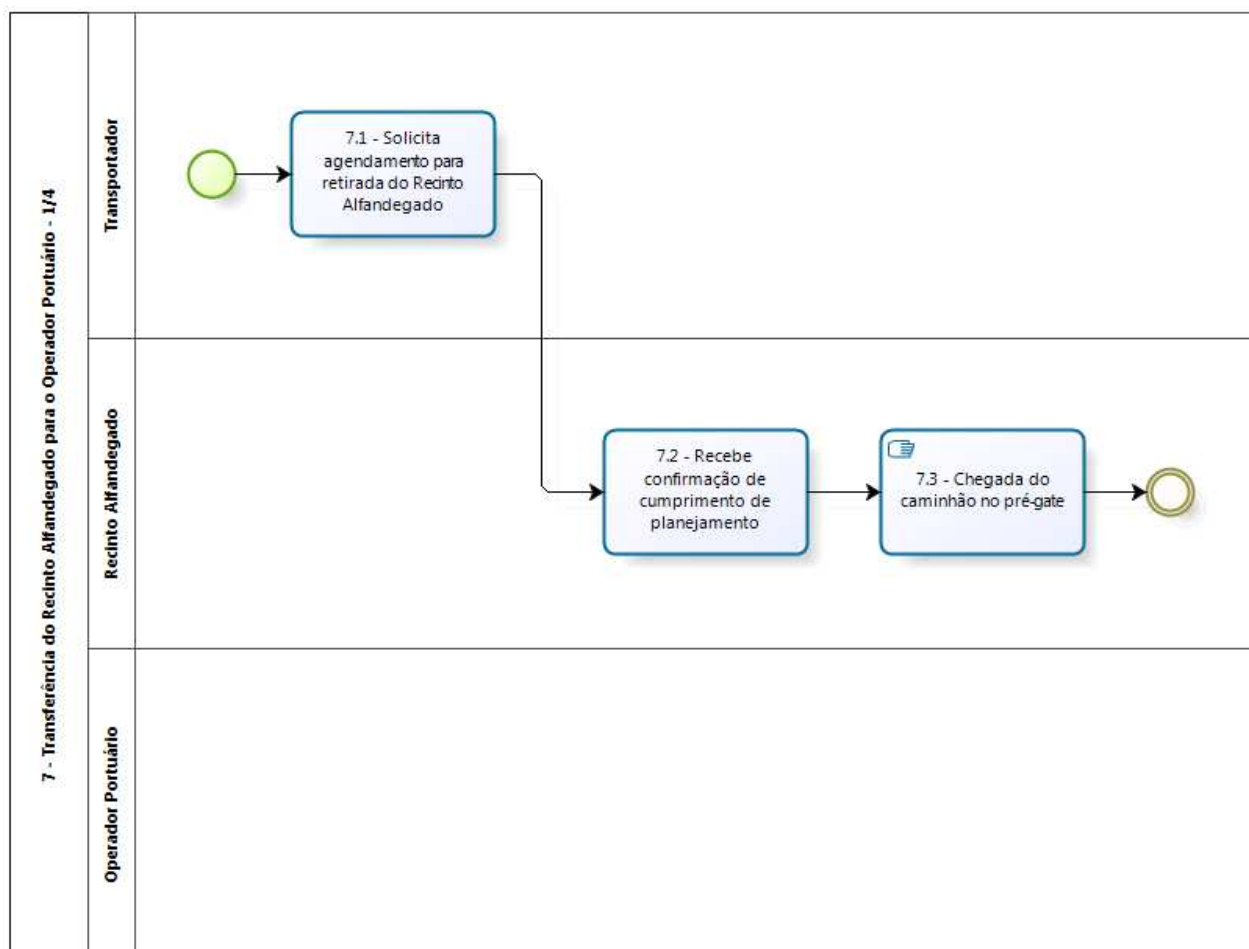 7 - Transferência do Recinto Alfandegado para o Operador Portuário - 1/4
Transportador
7.1 - Solicita
agendamento para
retirada do Recinto
Alfandegado
Recinto Alfandegado
7.2 - Recebe
confirmação de
cumprimento de
planejamento
7.3 - Chegada do
caminhão no pré-gate
Operador Portuário